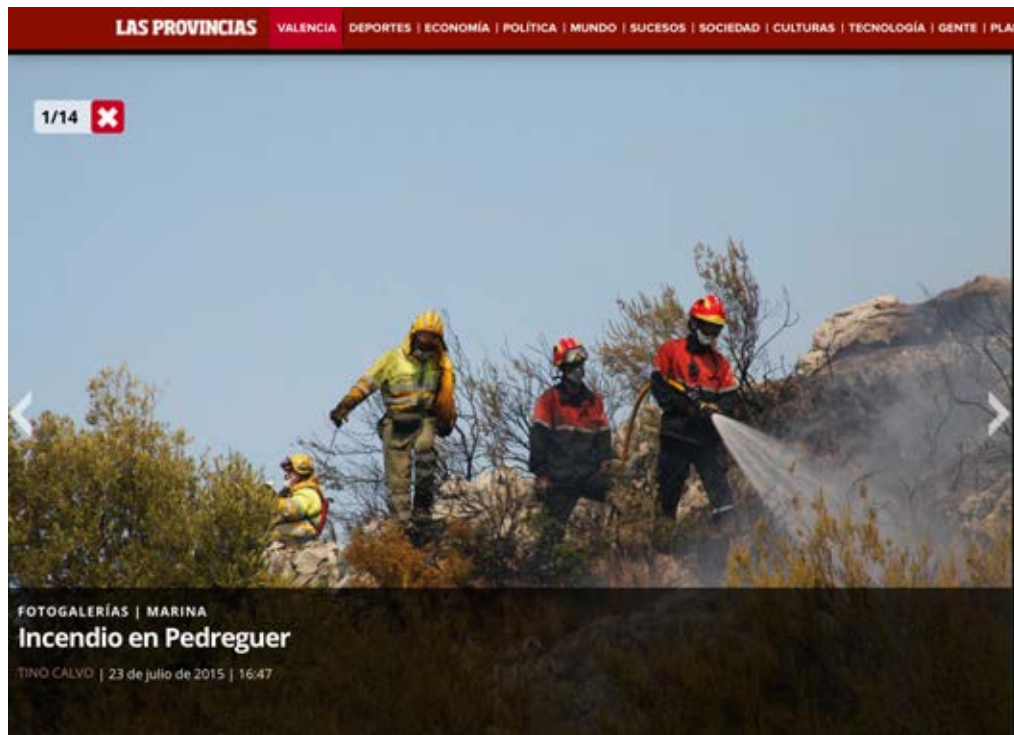 LAS PROVINCIAS VALENCIA DEPORTES | ECONOMÍA | POLÍTICA | MUNDO | SUCESOS | SOCIEDAD | CULTURAS | TECNOLOGÍA | GENTE | PLA
1/14
FOTOGALERÍAS | MARINA
Incendio en Pedreguer
TINO CALVO | 23 de julio de 2015 | 16:47